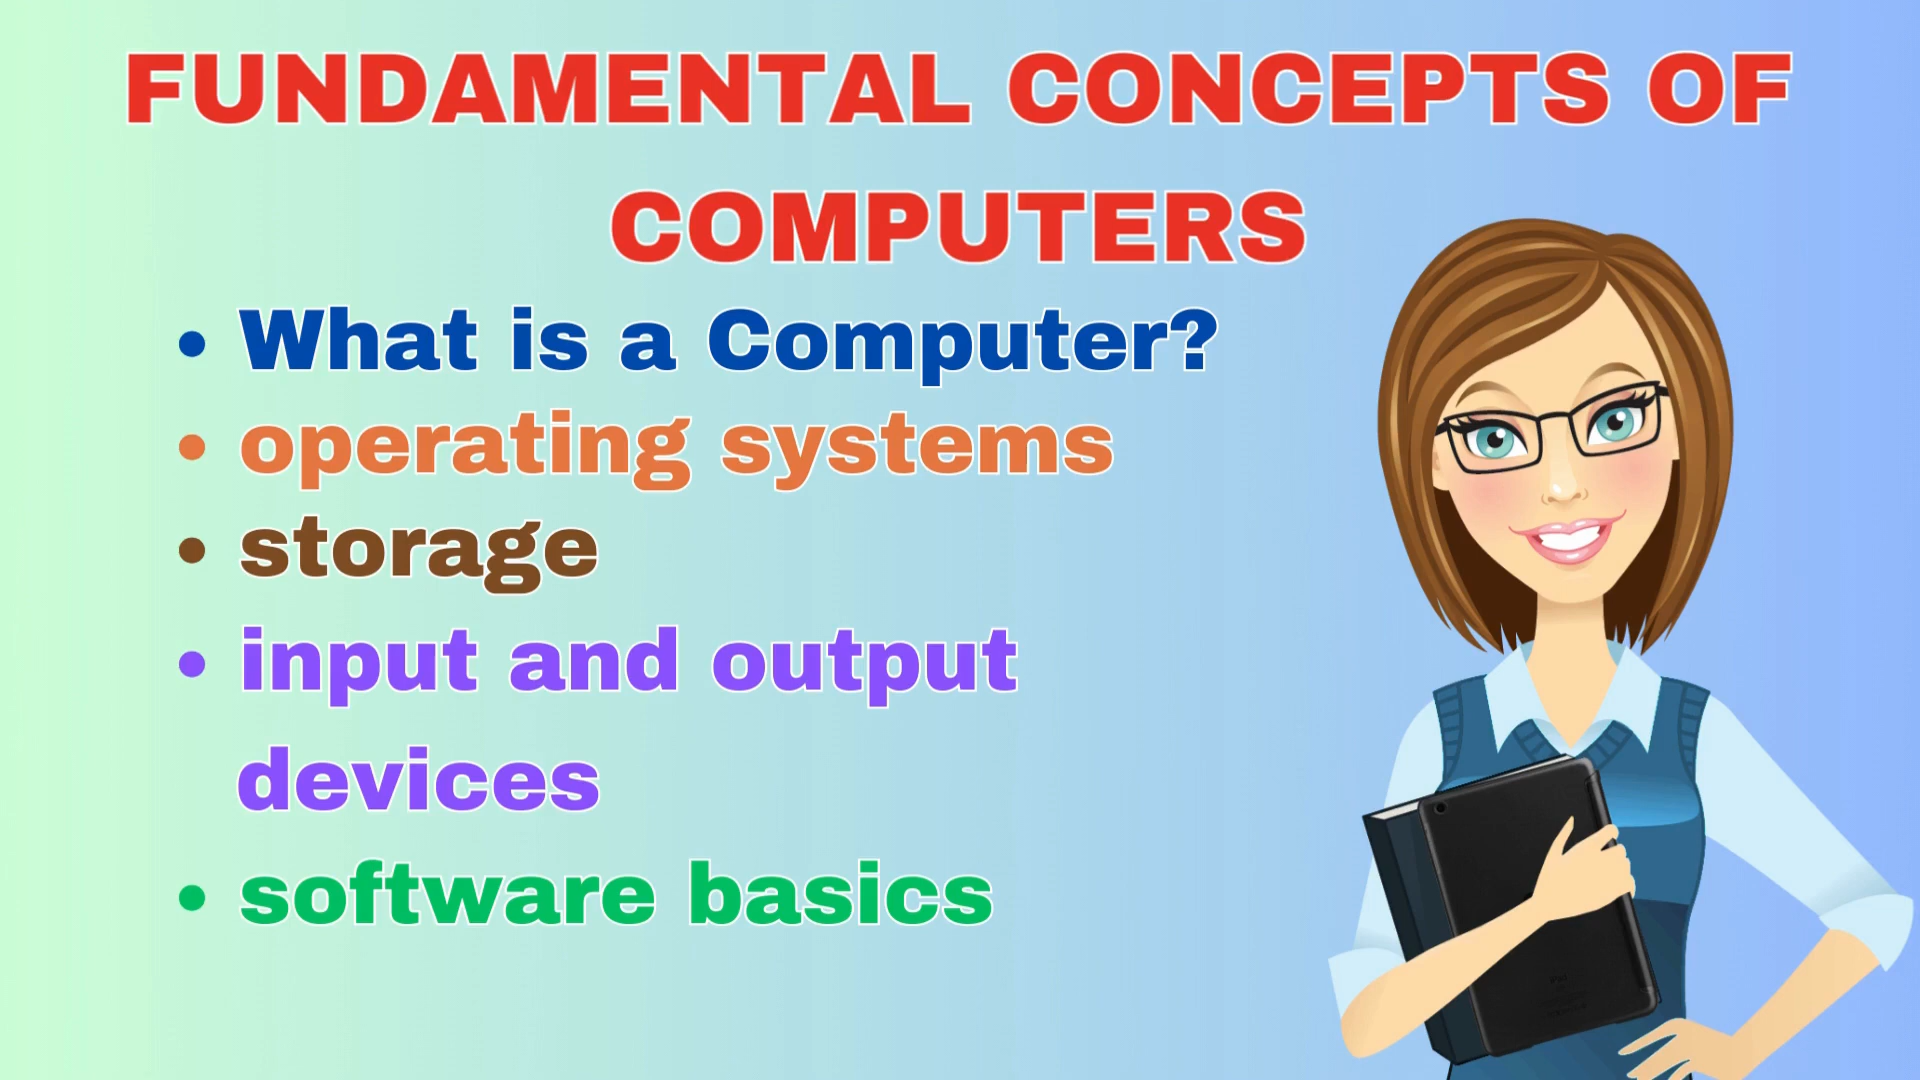 FUNDAMENTAL CONCEPTS OF
COMPUTERS
• What is a Computer?
• operating systems
• storage
• input and output
devices
• software basics